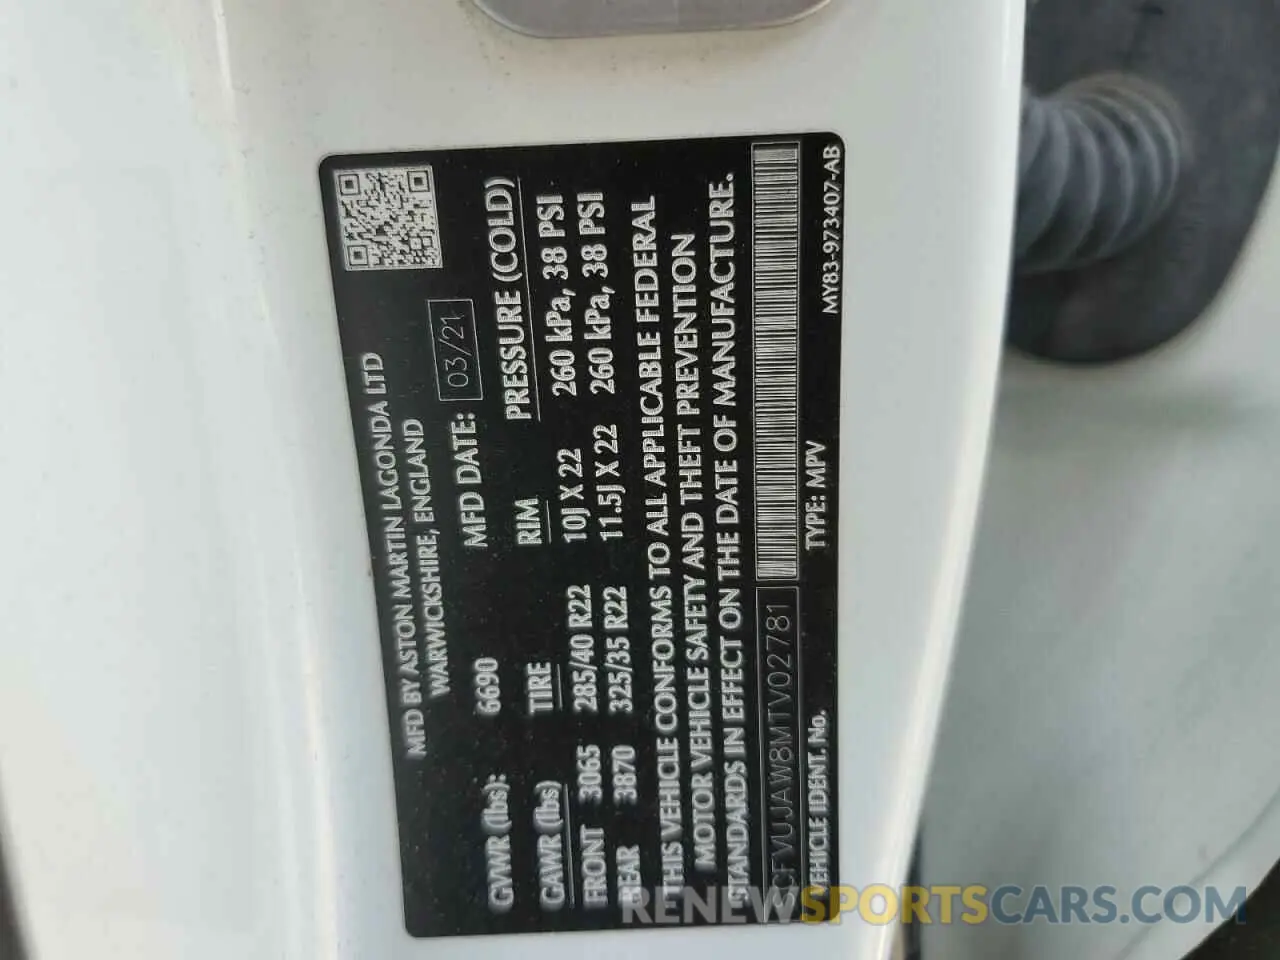 MFD BY ASTON MARTIN LAGONDA LTD
WARWICKSHIRE, ENGLAND
GVWR (lbs): 6690 MFD DATE: 03/21
GAWR (lbs) TIRE RIM PRESSURE (COLD)
FRONT 3065 285/40 R22 10J X 22 260 kPa, 38 PSI
REAR 3870 325/35 R22 11.5J X 22 260 kPa, 38 PSI
THIS VEHICLE CONFORMS TO ALL APPLICABLE FEDERAL
MOTOR VEHICLE SAFETY AND THEFT PREVENTION
STANDARDS IN EFFECT ON THE DATE OF MANUFACTURE.
SCFVUJAW8MTV02781
VEHICLE IDENT. No. TYPE: MPV MY83-973407-AB
RENEWSPORTSCARS.COM